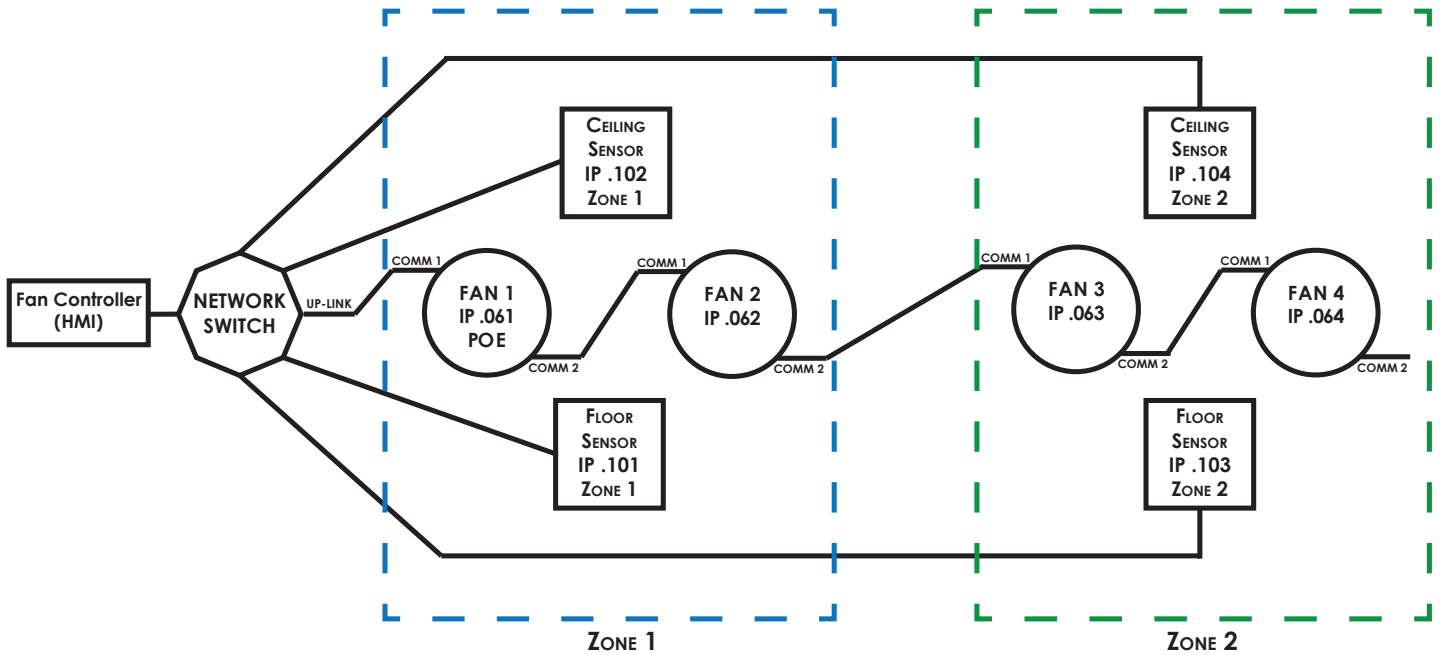 Ceiling
Sensor
IP .102
Zone 1
Ceiling
Sensor
IP .104
Zone 2
Fan Controller
(HMI)
NETWORK
SWITCH
UP-LINK
COMM 1
FAN 1
IP .061
POE
COMM 2
COMM 1
FAN 2
IP .062
COMM 2
COMM 1
FAN 3
IP .063
COMM 2
COMM 1
FAN 4
IP .064
COMM 2
Floor
Sensor
IP .101
Zone 1
Floor
Sensor
IP .103
Zone 2
Zone 1
Zone 2